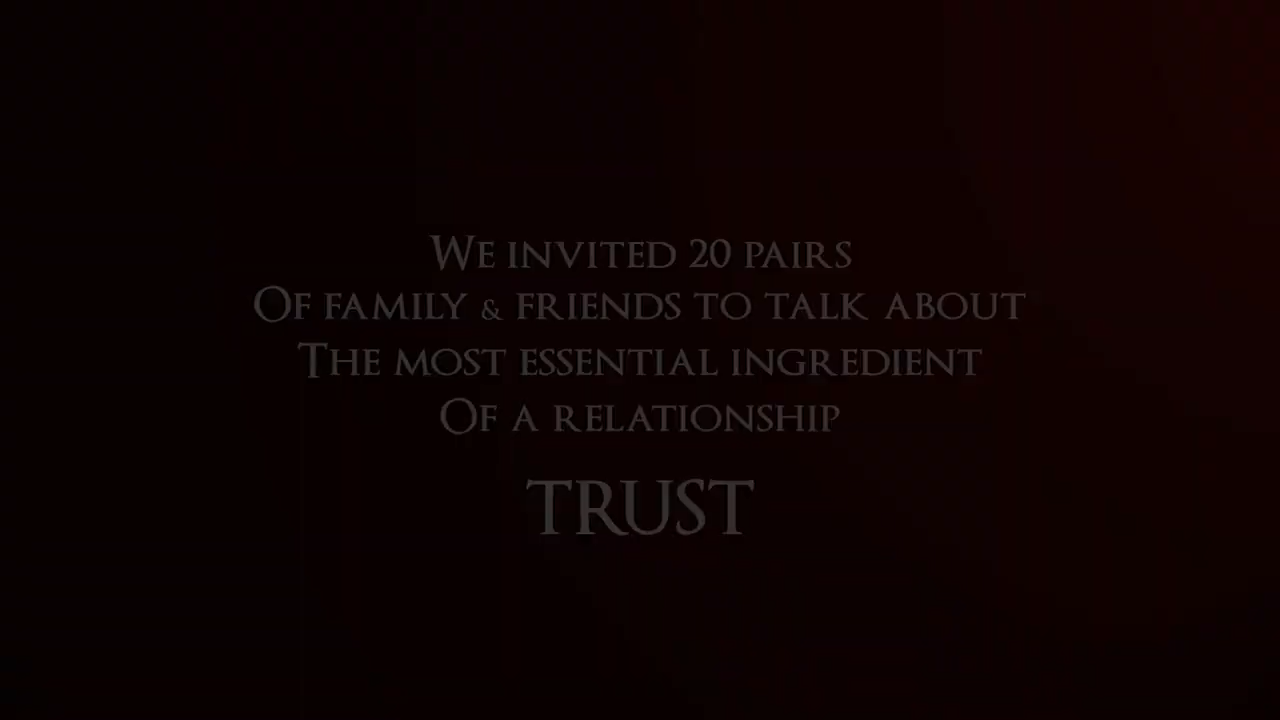 We invited 20 pairs
Of family & friends to talk about
The most essential ingredient
Of a relationship
TRUST